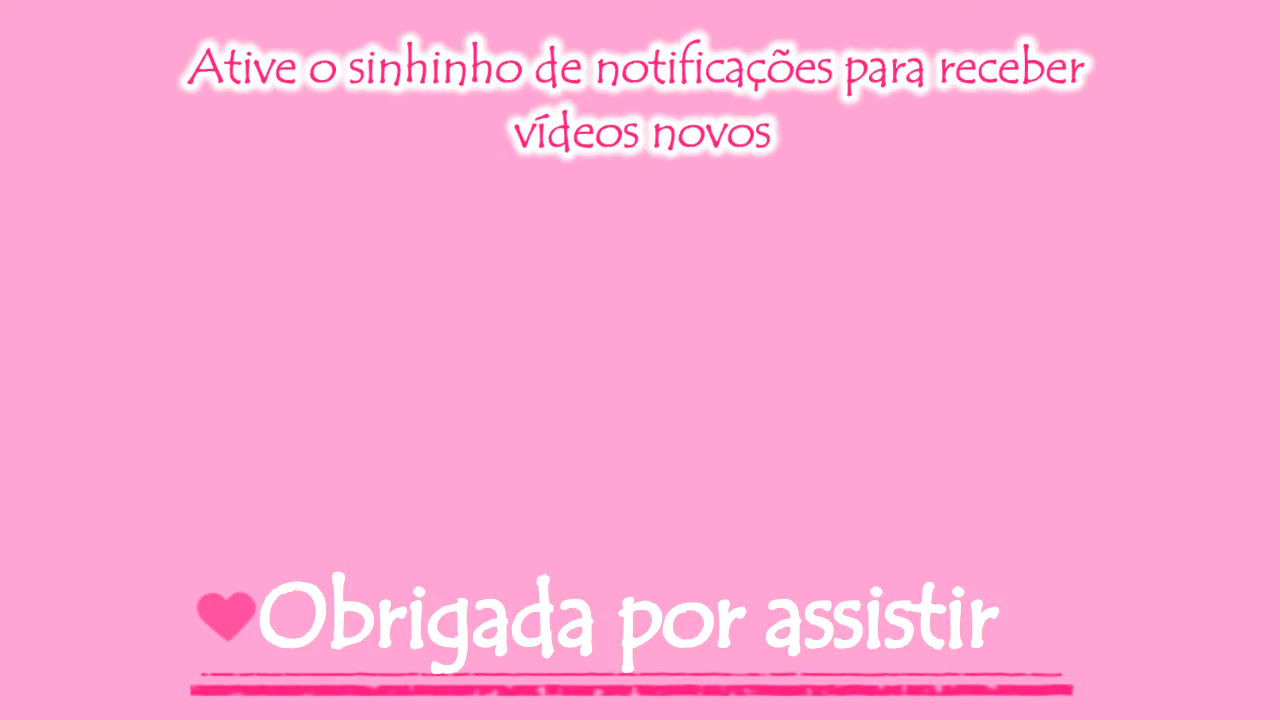 Ative o sinhinho de notificações para receber
vídeos novos
Obrigada por assistir